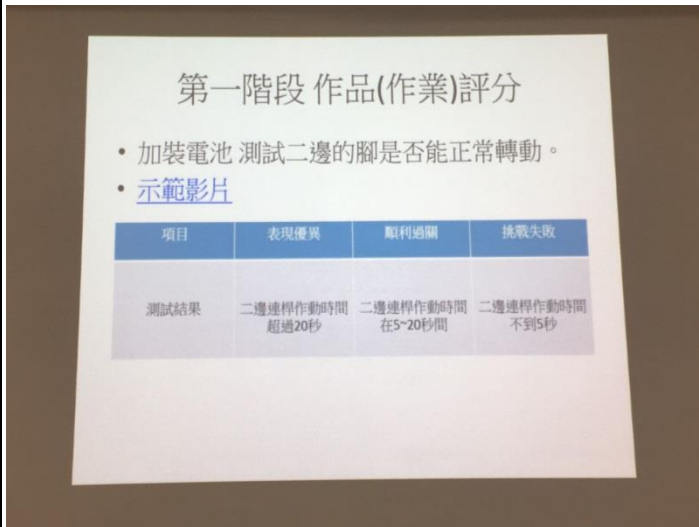 第一階段 作品(作業)評分
• 加裝電池 測試二邊的腳是否能正常轉動。
• 示範影片
項目 表現優異 順利過關 挑戰失敗
測試結果 二邊連桿作動時間 二邊連桿作動時間 二邊連桿作動時間
超過20秒 在5~20秒間 不到5秒